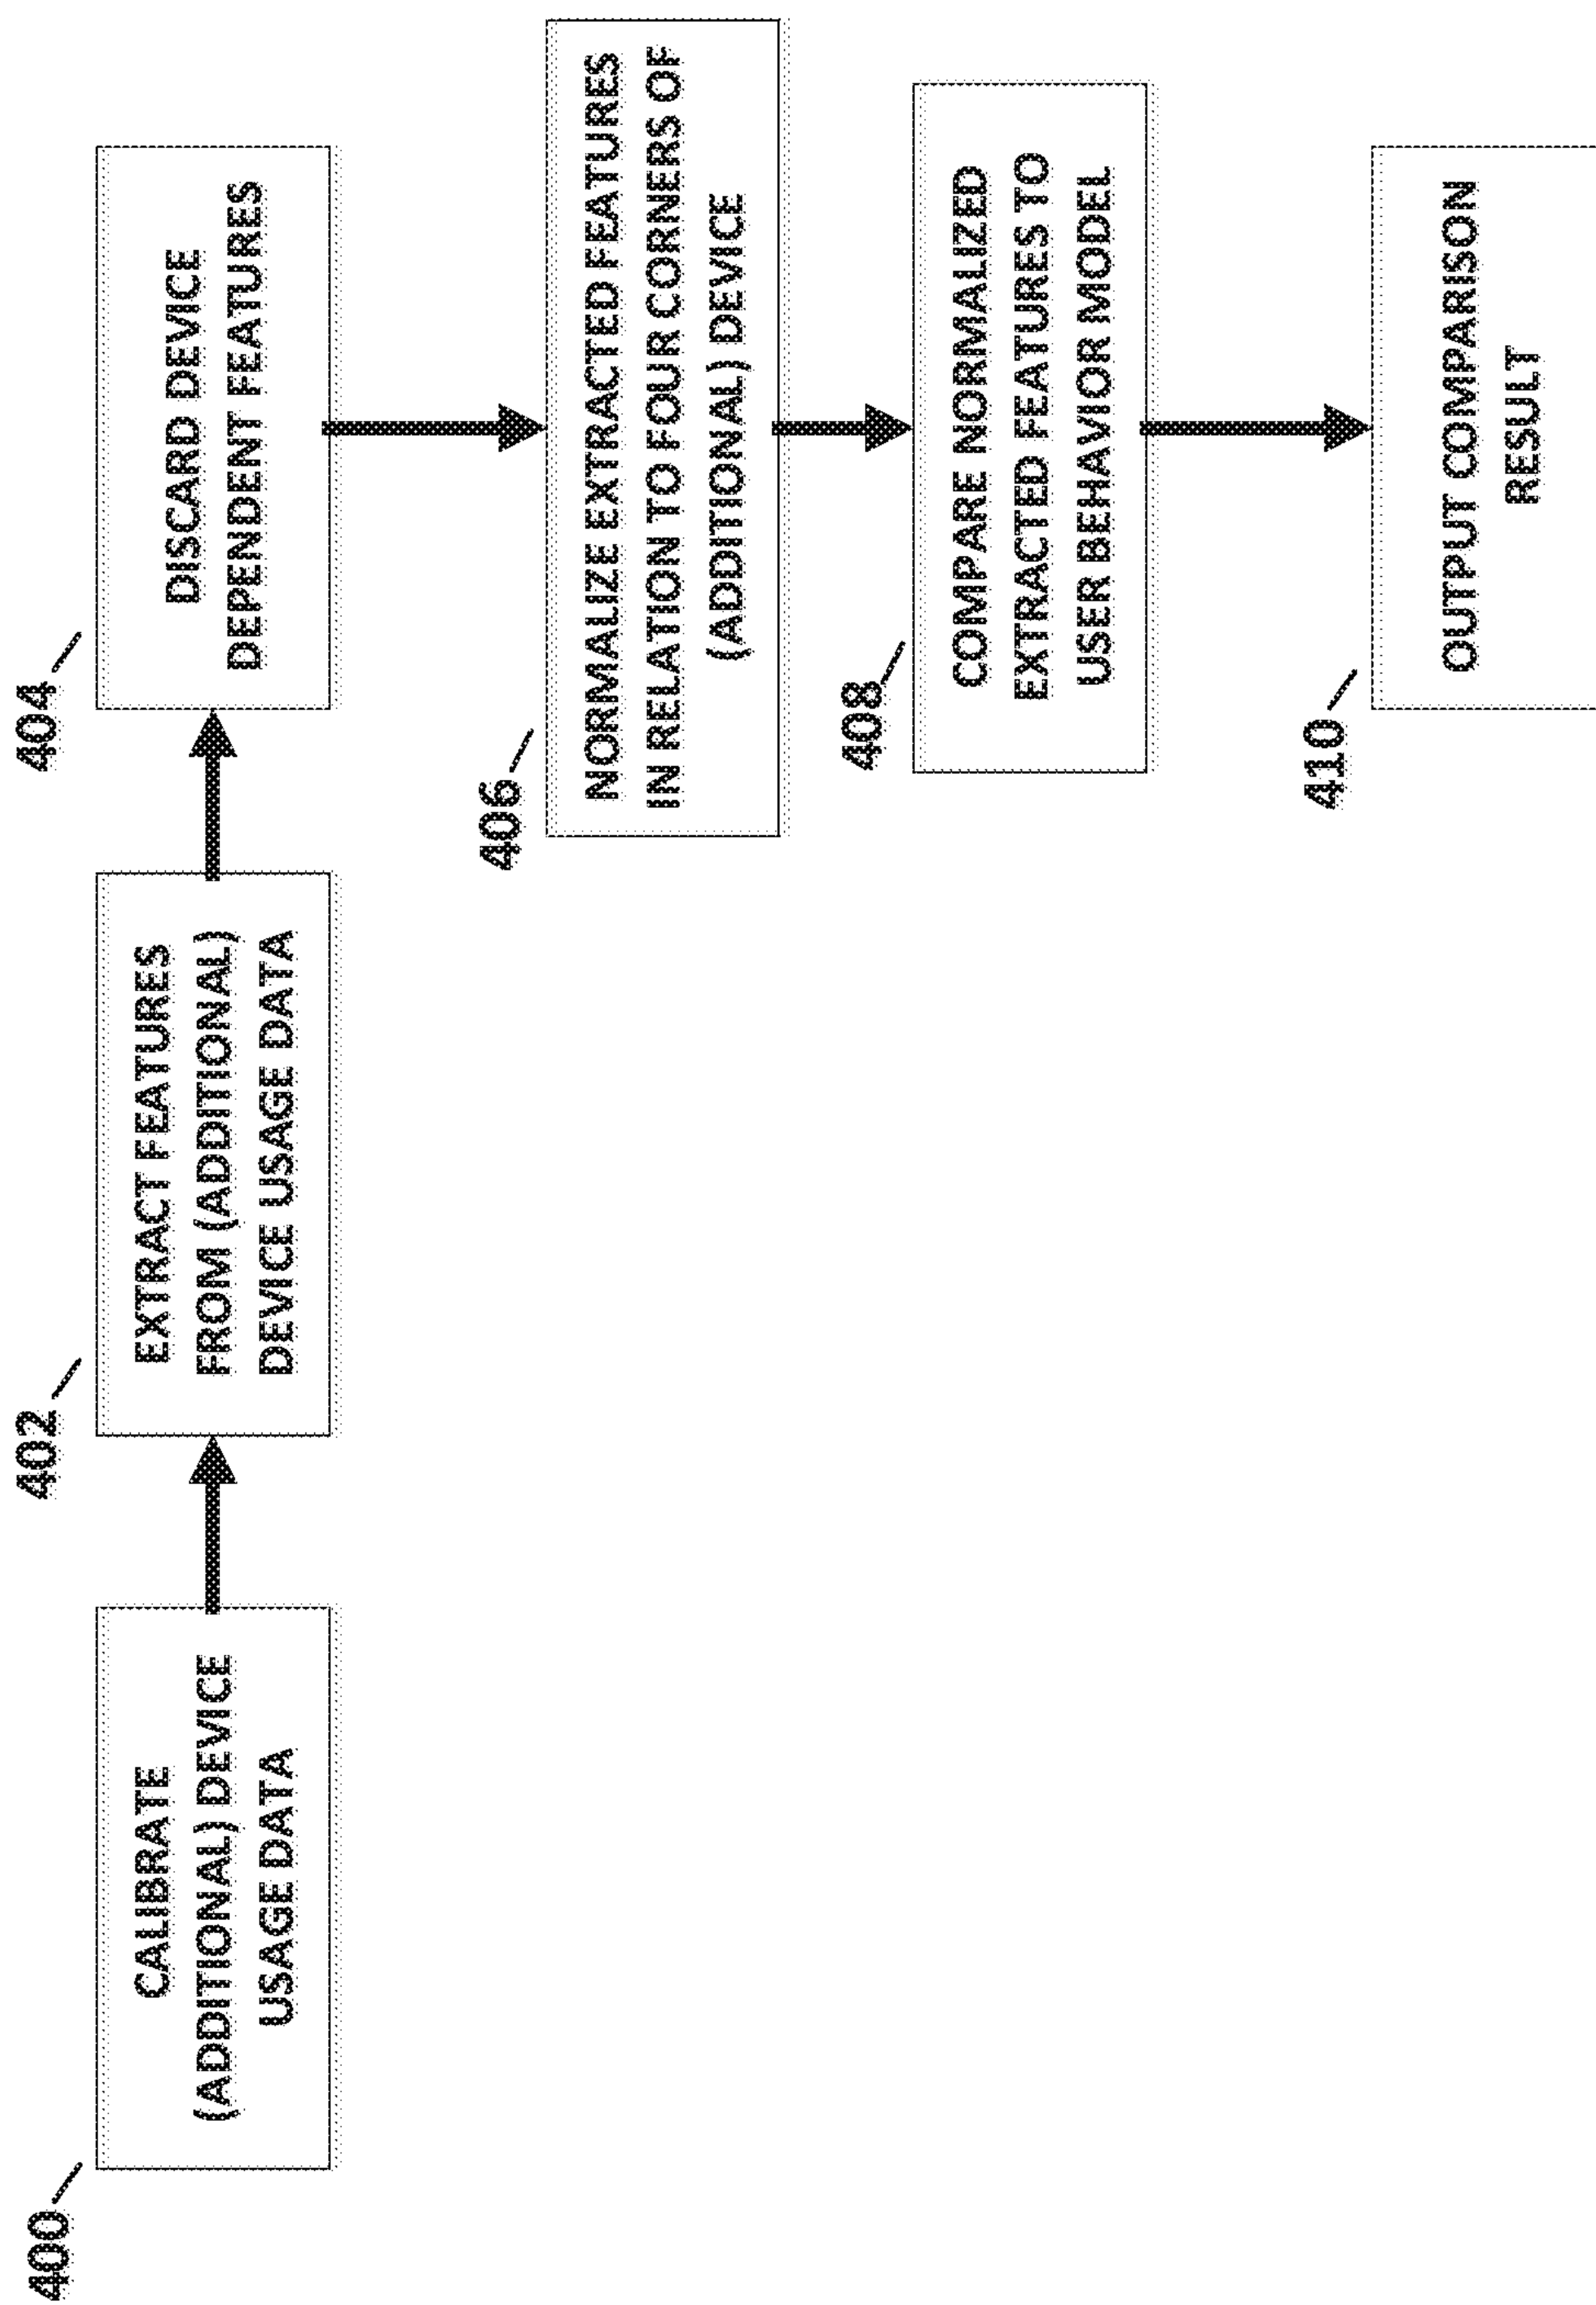 400
CALIBRATE
(ADDITIONAL) DEVICE
USAGE DATA
402
EXTRACT FEATURES
FROM (ADDITIONAL)
DEVICE USAGE DATA
404
DISCARD DEVICE
DEPENDENT FEATURES
406
NORMALIZE EXTRACTED FEATURES
IN RELATION TO FOUR CORNERS OF
(ADDITIONAL) DEVICE
408
COMPARE NORMALIZED
EXTRACTED FEATURES TO
USER BEHAVIOR MODEL
410
OUTPUT COMPARISON
RESULT